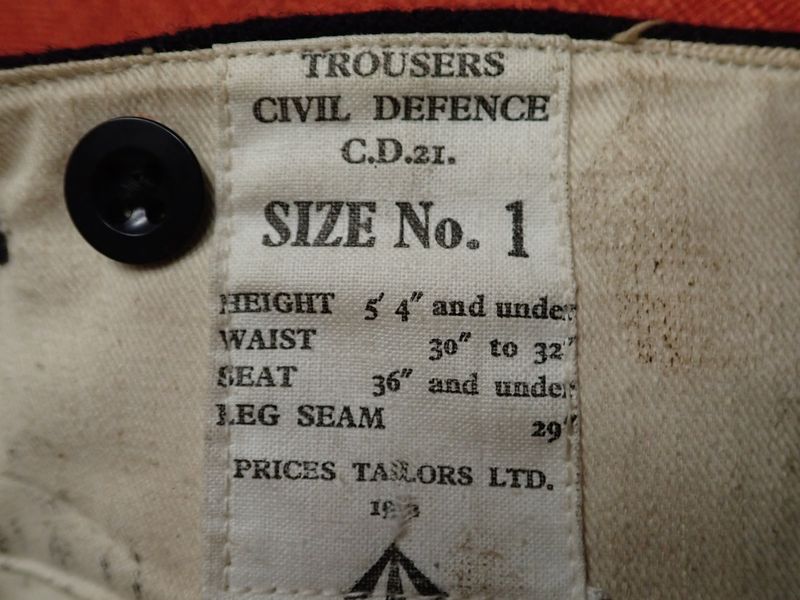 TROUSERS
CIVIL DEFENCE
C.D.21.
SIZE No. 1
HEIGHT 5' 4" and under
WAIST 30" to 32"
SEAT 36" and under
LEG SEAM 29"
PRICES TAILORS LTD.